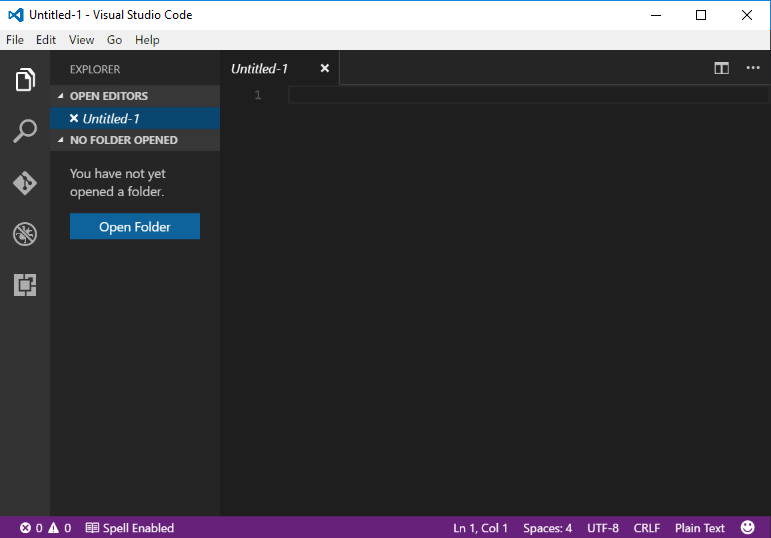 Untitled-1 - Visual Studio Code
File Edit View Go Help
EXPLORER
OPEN EDITORS
Untitled-1
NO FOLDER OPENED
You have not yet
opened a folder.
Open Folder
Untitled-1
1
0 0 Spell Enabled Ln 1, Col 1 Spaces: 4 UTF-8 CRLF Plain Text